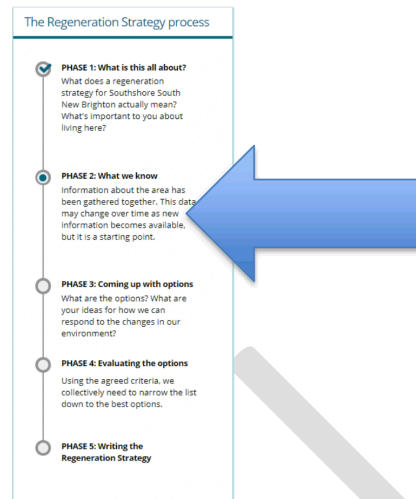 The Regeneration Strategy process
PHASE 1: What is this all about?
What does a regeneration
strategy for Southshore South
New Brighton actually mean?
What's important to you about
living here?
PHASE 2: What we know
Information about the area has
been gathered together. This data
may change over time as new
information becomes available,
but it is a starting point.
PHASE 3: Coming up with options
What are the options? What are
your ideas for how we can
respond to the changes in our
environment?
PHASE 4: Evaluating the options
Using the agreed criteria, we
collectively need to narrow the list
down to the best options.
PHASE 5: Writing the
Regeneration Strategy